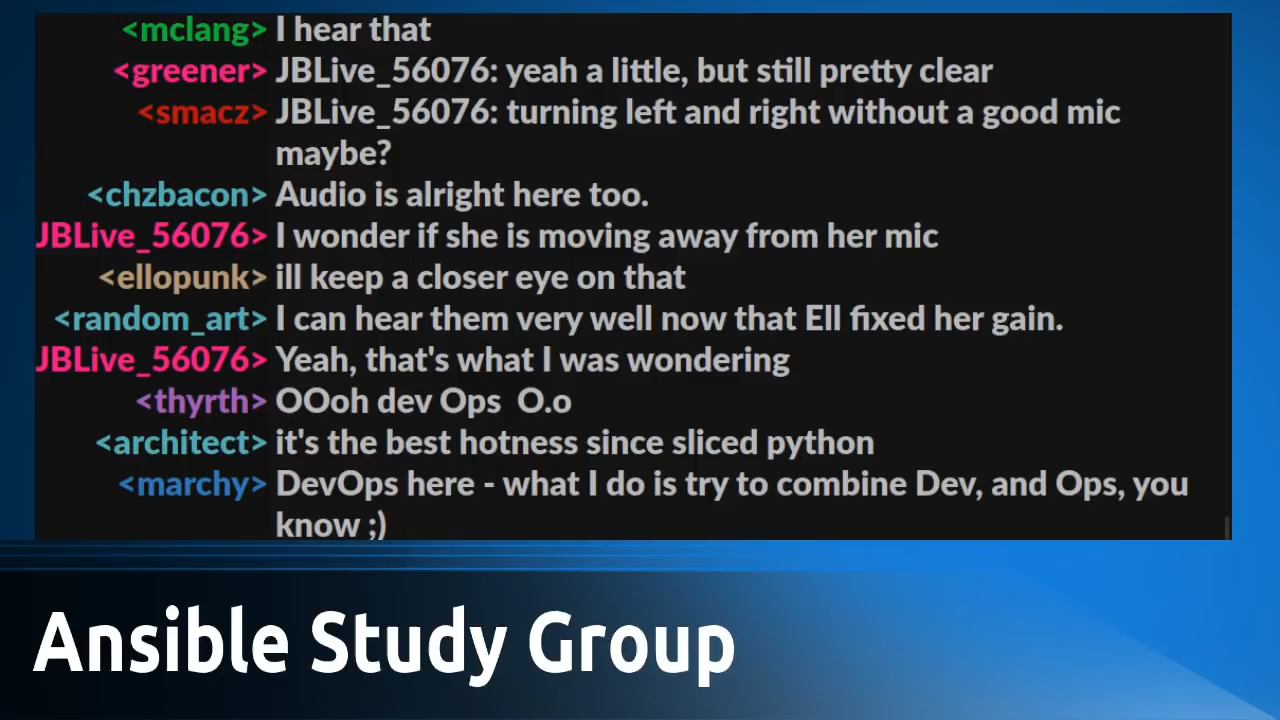 <mclang> I hear that
<greener> JBLive_56076: yeah a little, but still pretty clear
<smacz> JBLive_56076: turning left and right without a good mic
maybe?
<chzbacon> Audio is alright here too.
JBLive_56076> I wonder if she is moving away from her mic
<ellopunk> ill keep a closer eye on that
<random_art> I can hear them very well now that Ell fixed her gain.
JBLive_56076> Yeah, that's what I was wondering
<thyrth> OOoh dev Ops  O.o
<architect> it's the best hotness since sliced python
<marchy> DevOps here - what I do is try to combine Dev, and Ops, you
know ;)
Ansible Study Group